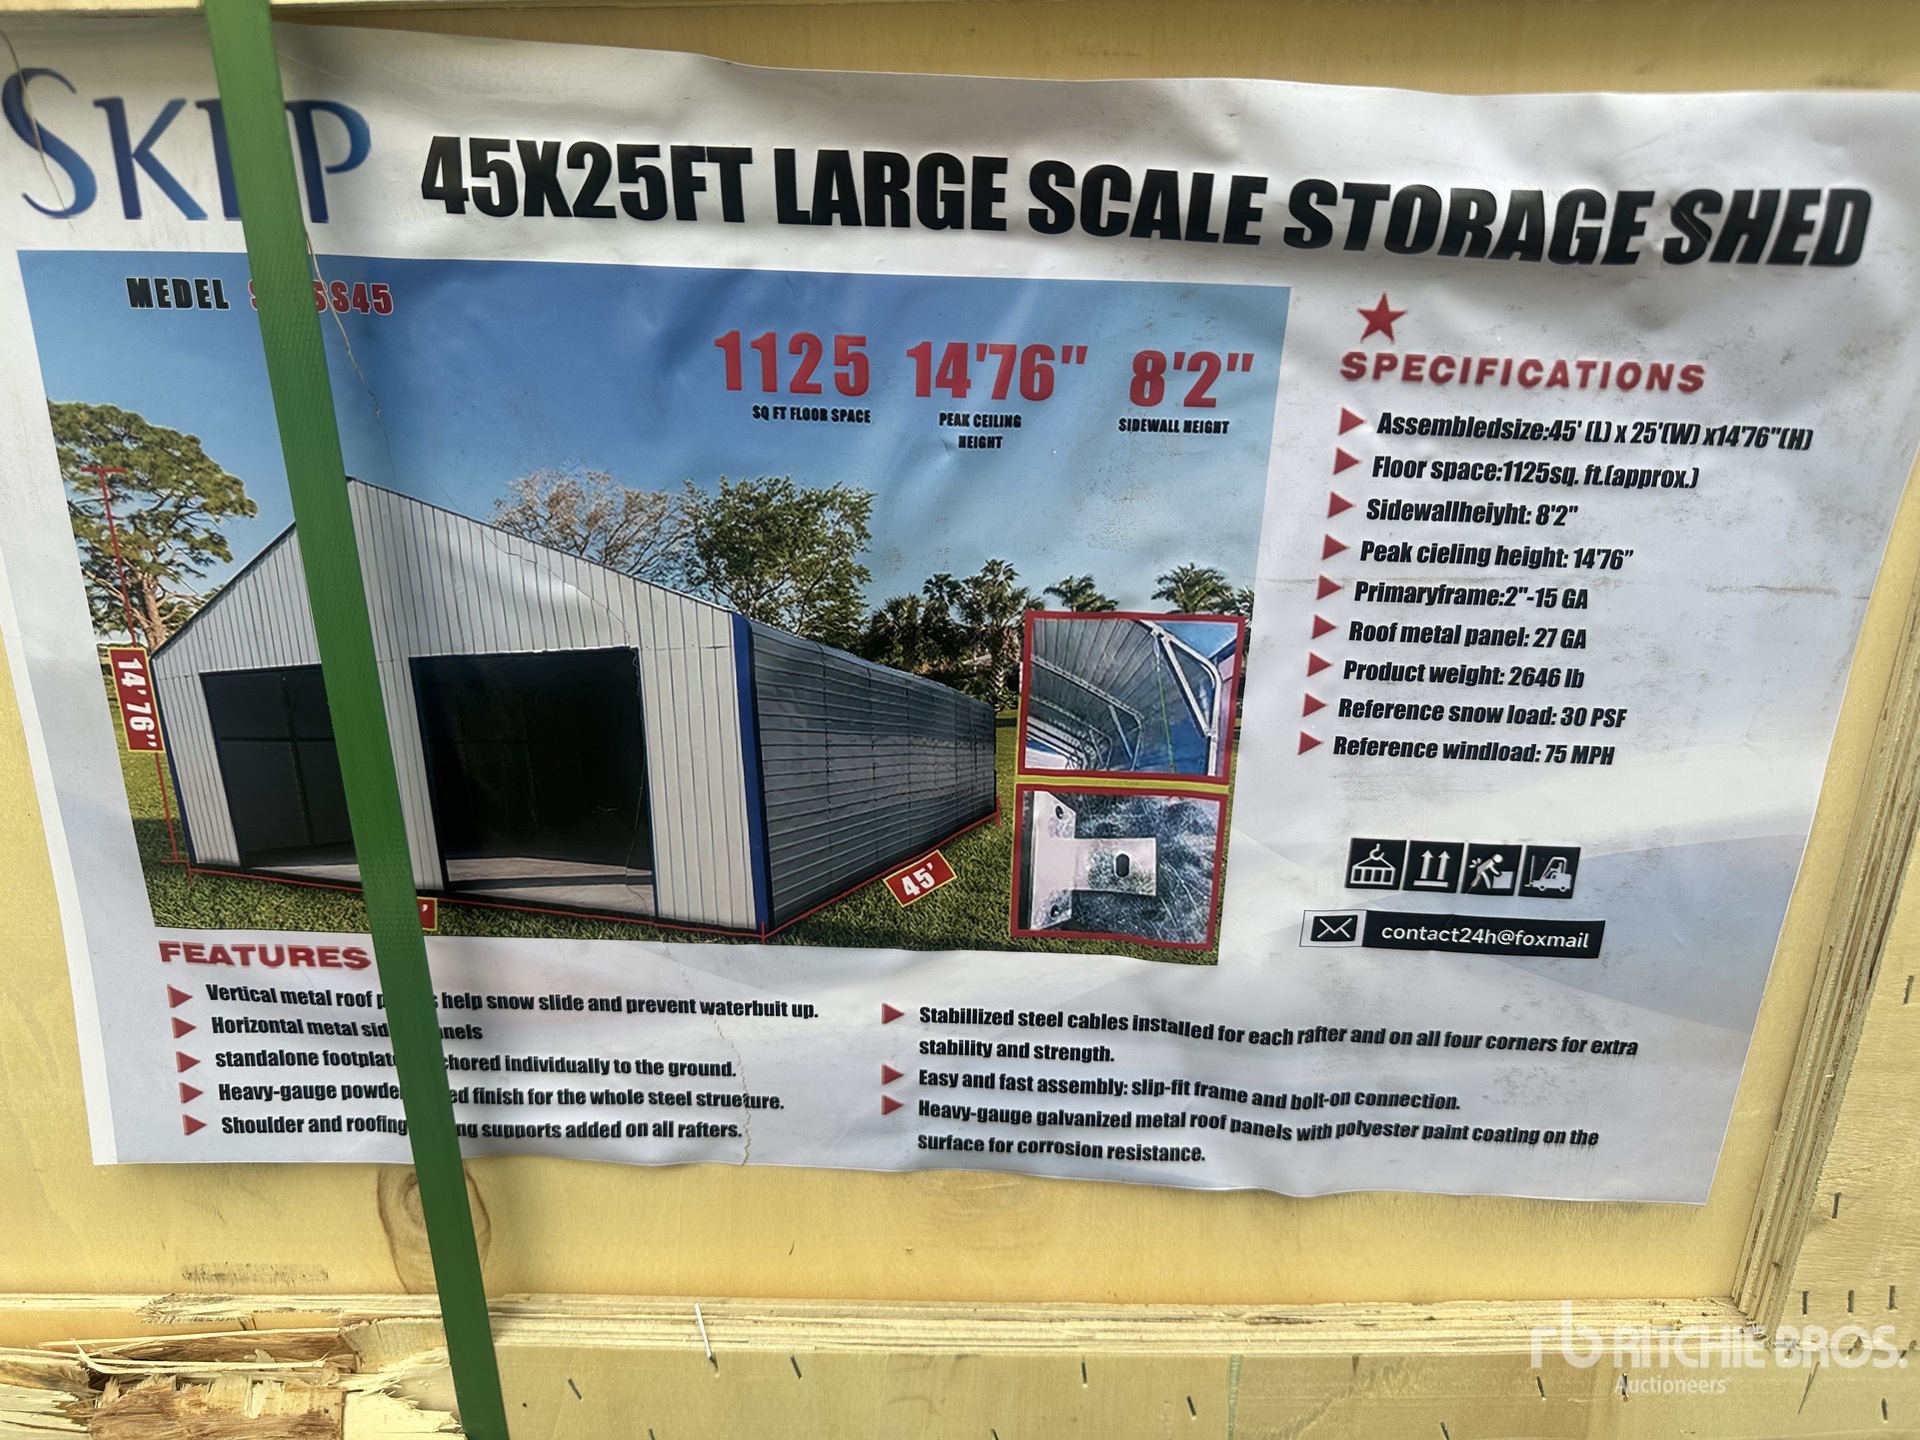 45X25FT LARGE SCALE STORAGE SHED
MEDEL
1125 14'76" 8'2"
SQ FT FLOOR SPACE PEAK CEILING HEIGHT SIDEWALL HEIGHT
14'76"
45'
SPECIFICATIONS
Assembledsize:45' (L) x 25'(W) x14'76"(H)
Floor space:1125sq. ft.(approx.)
Sidewallheiyht: 8'2"
Peak cieling height: 14'76"
Primaryframe:2"-15 GA
Roof metal panel: 27 GA
Product weight: 2646 lb
Reference snow load: 30 PSF
Reference windload: 75 MPH
contact24h@foxmail
FEATURES
Vertical metal roof help snow slide and prevent waterbuit up.
Horizontal metal
standalone individually to the ground.
Heavy-gauge finish for the whole steel strueture.
Shoulder and roofing supports added on all rafters.
Stabillized steel cables installed for each rafter and on all four corners for extra
stability and strength.
Easy and fast assembly: slip-fit frame and bolt-on connection.
Heavy-gauge galvanized metal roof panels with polyester paint coating on the
surface for corrosion resistance.
rb RITCHIE BROS.
Auctioneers